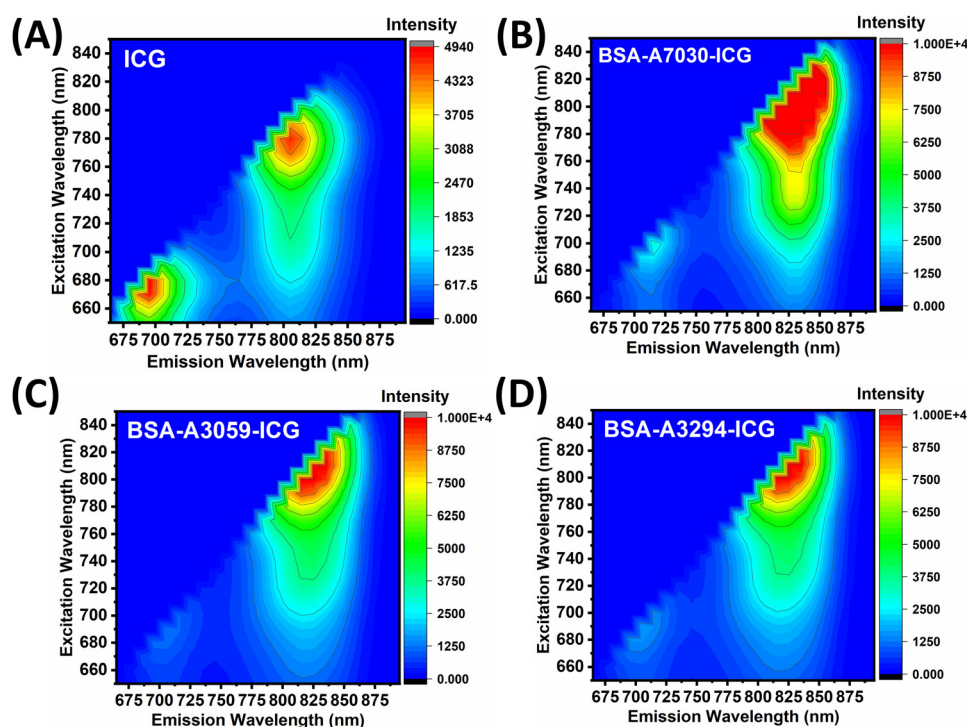 (A)
Intensity
ICG
840
820
800
780
760
740
720
700
680
660
Excitation Wavelength (nm)
675 700 725 750 775 800 825 850 875
Emission Wavelength (nm)
4940
4323
3705
3088
2470
1853
1235
617.5
0.000
(B)
Intensity
BSA-A7030-ICG
840
820
800
780
760
740
720
700
680
660
Excitation Wavelength (nm)
675 700 725 750 775 800 825 850 875
Emission Wavelength (nm)
1.000E+4
8750
7500
6250
5000
3750
2500
1250
0.000
(C)
Intensity
BSA-A3059-ICG
840
820
800
780
760
740
720
700
680
660
Excitation Wavelength (nm)
675 700 725 750 775 800 825 850 875
Emission Wavelength (nm)
1.000E+4
8750
7500
6250
5000
3750
2500
1250
0.000
(D)
Intensity
BSA-A3294-ICG
840
820
800
780
760
740
720
700
680
660
Excitation Wavelength (nm)
675 700 725 750 775 800 825 850 875
Emission Wavelength (nm)
1.000E+4
8750
7500
6250
5000
3750
2500
1250
0.000